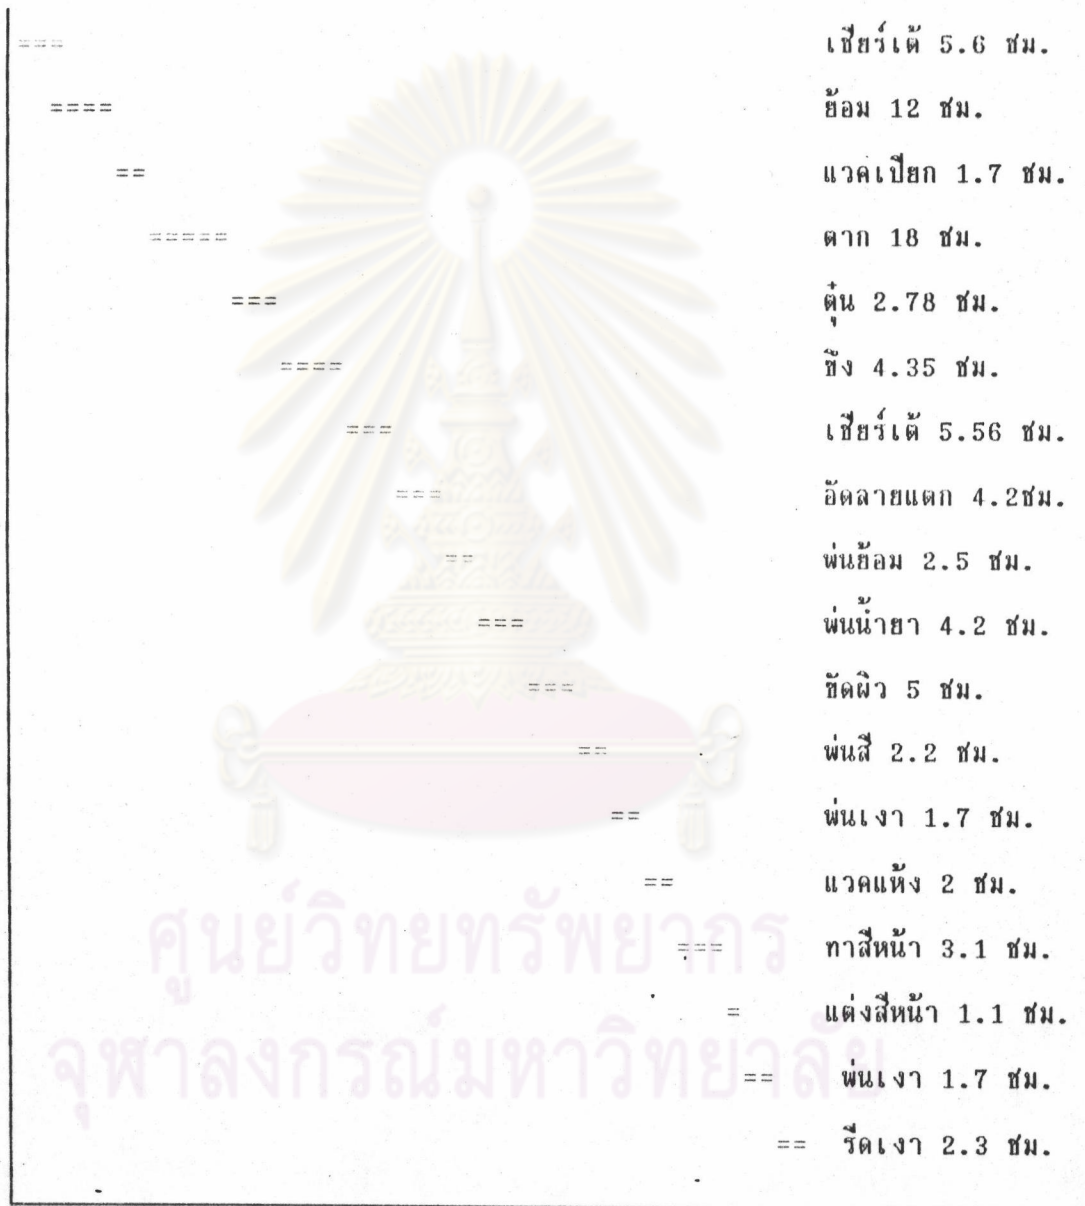 === เชียร์เต้ 5.6 ชม.
==== ย้อม 12 ชม.
== แวคเปียก 1.7 ชม.
===== ตาก 18 ชม.
=== ตุ๋น 2.78 ชม.
==== ขึง 4.35 ชม.
=== เชียร์เต้ 5.56 ชม.
=== อัดลายแตก 4.2ชม.
== พ่นย้อม 2.5 ชม.
=== พ่นน้ำยา 4.2 ชม.
=== ขัดผิว 5 ชม.
== พ่นสี 2.2 ชม.
== พ่นเงา 1.7 ชม.
== แวคแห้ง 2 ชม.
=== ทาสีหน้า 3.1 ชม.
= แต่งสีหน้า 1.1 ชม.
== พ่นเงา 1.7 ชม.
== รีดเงา 2.3 ชม.
ศูนย์วิทยทรัพยากร
จุฬาลงกรณ์มหาวิทยาลัย